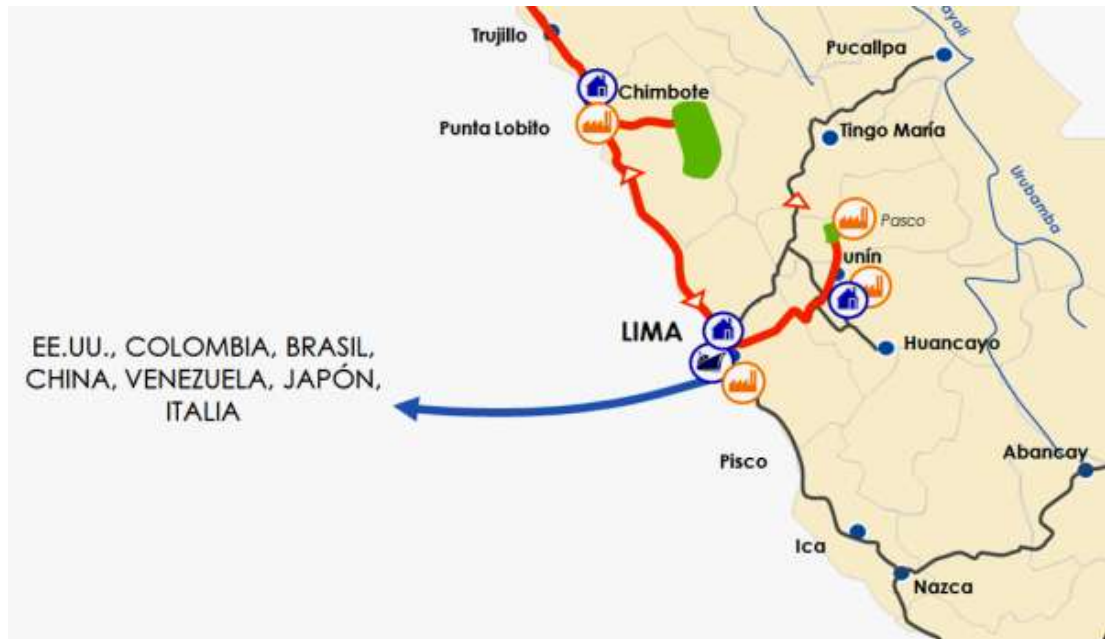 ayali
Trujillo
Pucallpa
Chimbote
Punta Lobito
Tingo María
Urubamba
Pasco
unín
LIMA
Huancayo
EE.UU., COLOMBIA, BRASIL,
CHINA, VENEZUELA, JAPÓN,
ITALIA
Pisco
Abancay
Ica
Nazca